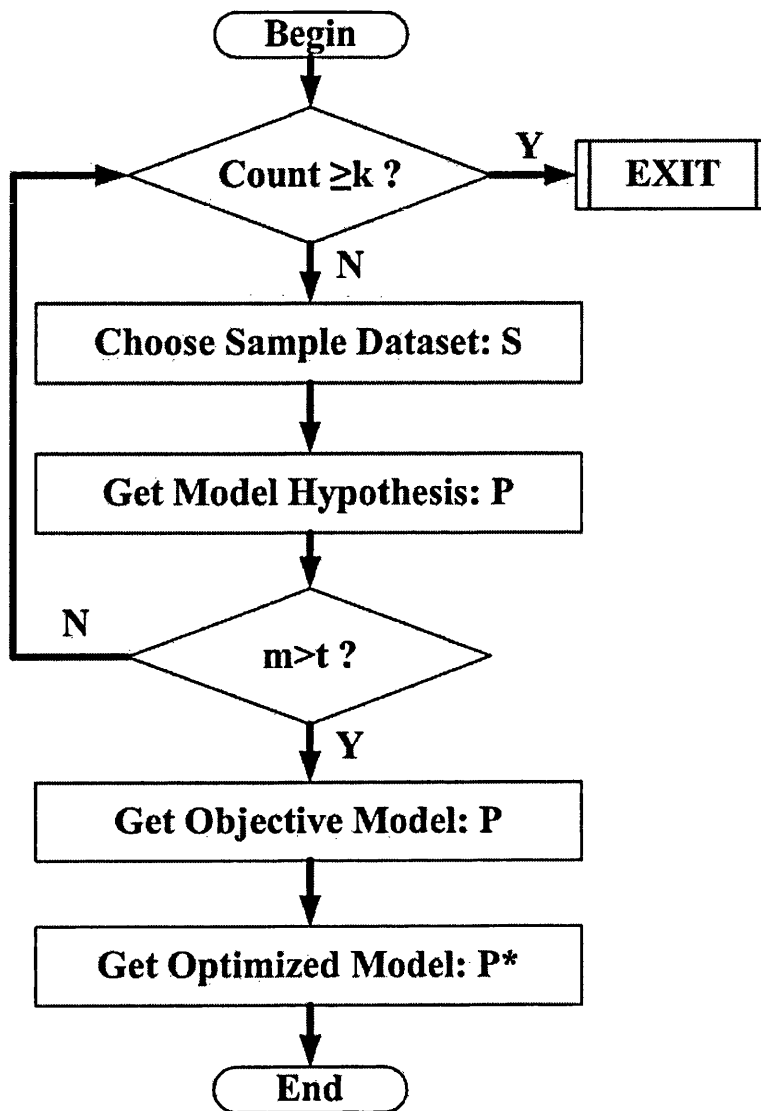 Begin
Count ≥k ?
Y
EXIT
N
Choose Sample Dataset: S
Get Model Hypothesis: P
N
m>t ?
Y
Get Objective Model: P
Get Optimized Model: P*
End